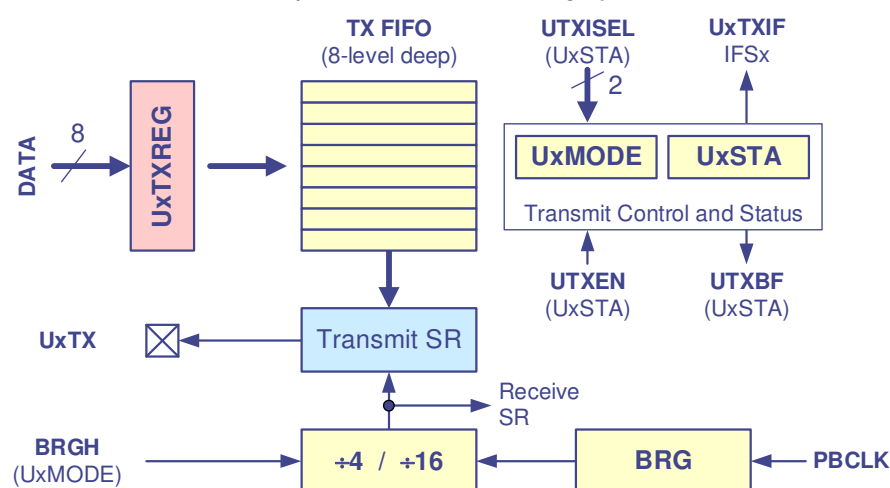 TX FIFO
(8-level deep)
UTXISEL
(UxSTA)
2
UxTXIF
IFSx
DATA
8
UxTXREG
UxMODE
UxSTA
Transmit Control and Status
UTXEN
(UxSTA)
UTXBF
(UxSTA)
UxTX
Transmit SR
Receive
SR
BRGH
(UxMODE)
÷4 / ÷16
BRG
PBCLK